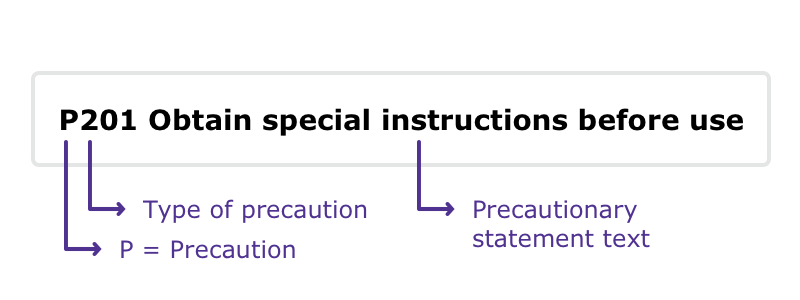 P201 Obtain special instructions before use
Type of precaution
P = Precaution
Precautionary
statement text